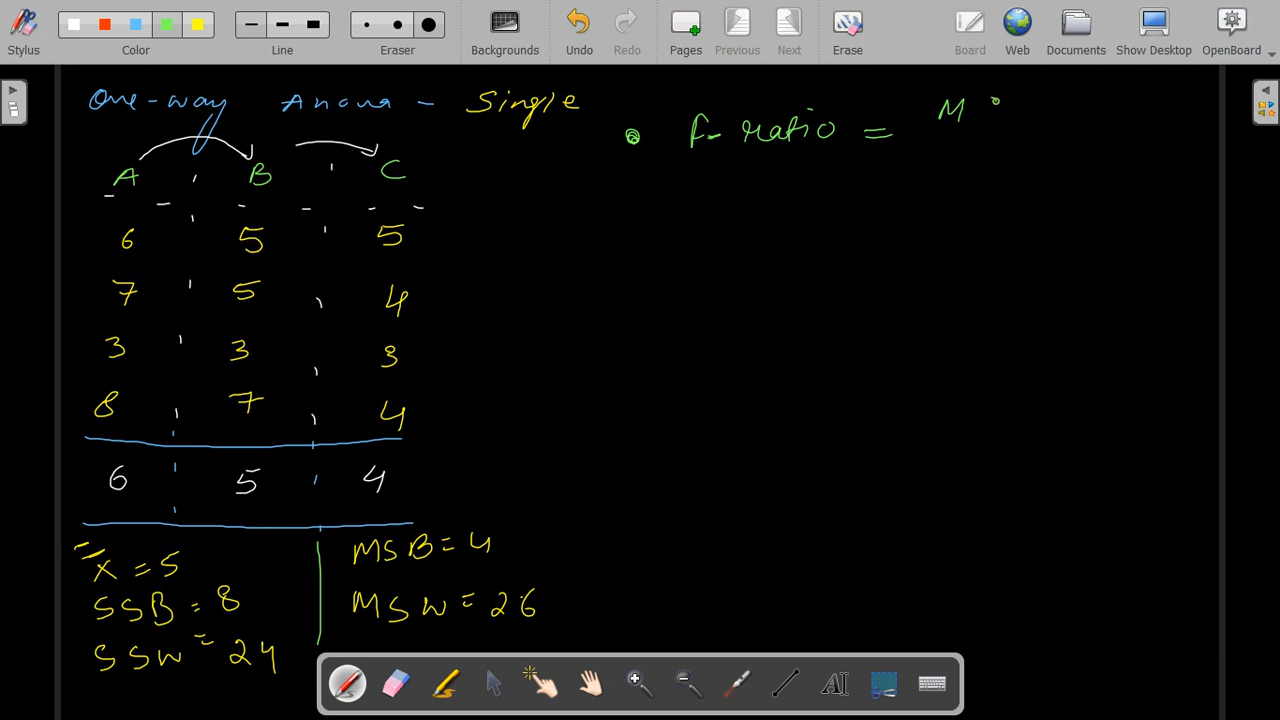 Stylus Color Line Eraser Backgrounds Undo Redo Pages Previous Next Erase Board Web Documents Show Desktop OpenBoard
One-way Anova - Single
f- ratio = M
A B C
6 5 5
7 5 4
3 3 3
8 7 4
6 5 4
X = 5
SSB = 8
SSW = 24
MSB = 4
MSW = 2.6
AI